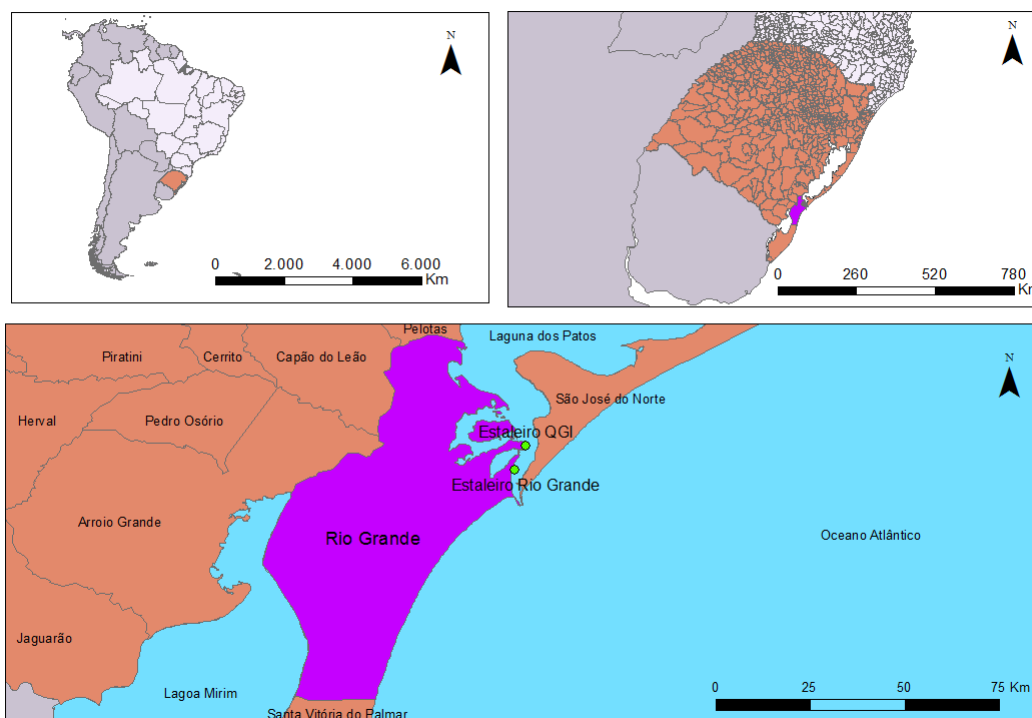 N
0 2.000 4.000 6.000
Km
N
0 260 520 780
Km
Pelotas
Laguna dos Patos
Piratini
Cerrito
Capão do Leão
N
São José do Norte
Herval
Pedro Osório
Estaleiro QGI
Estaleiro Rio Grande
Arroio Grande
Rio Grande
Oceano Atlântico
Jaguarão
Lagoa Mirim
0 25 50 75 Km
Santa Vitória do Palmar